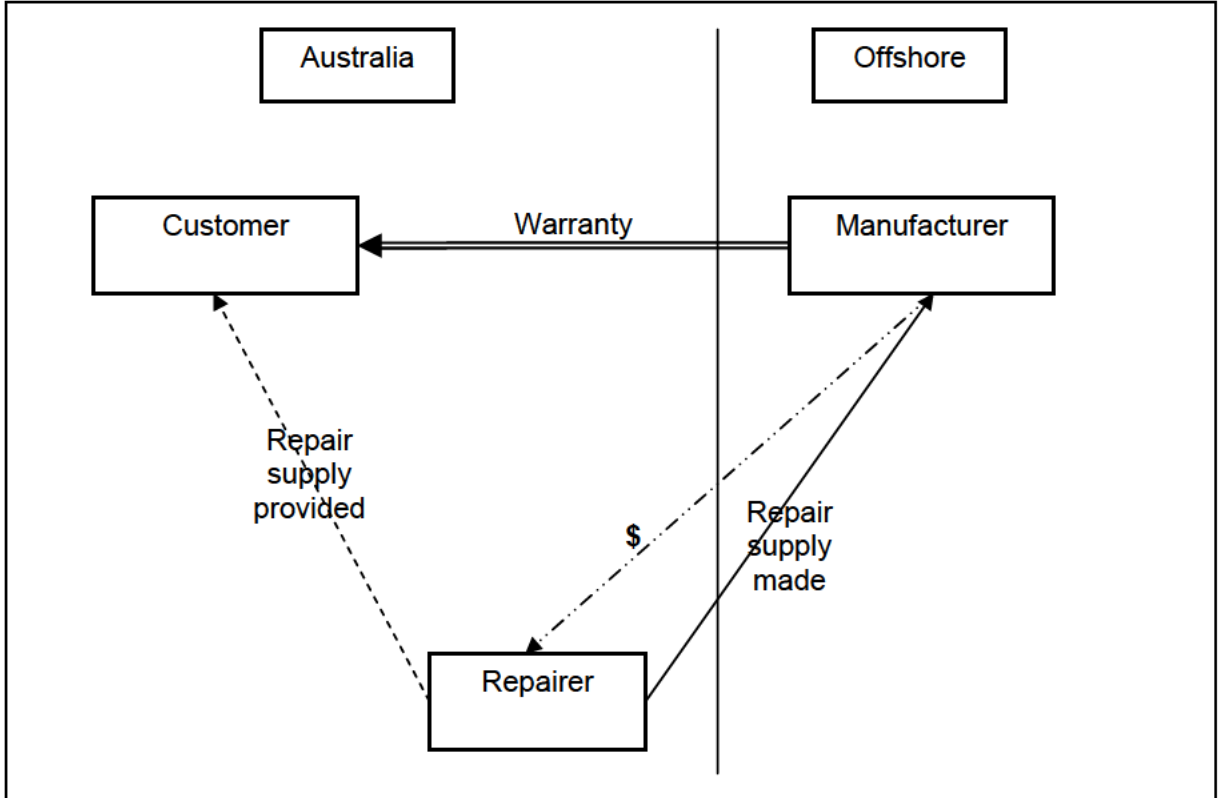 Australia
Offshore
Customer
Warranty
Manufacturer
Repair
supply
provided
$
Repair
supply
made
Repairer